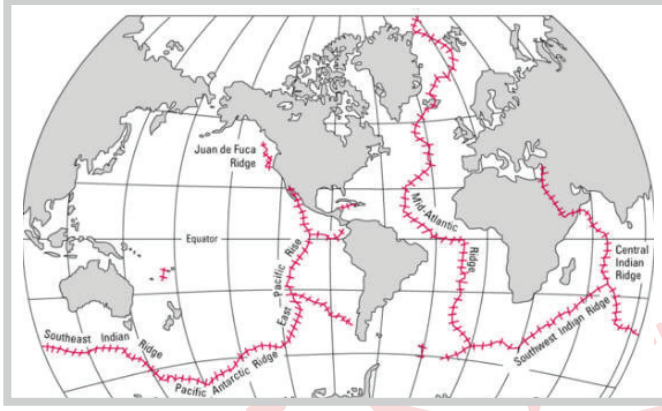 Juan de Fuca
Ridge
Mid-Atlantic
Ridge
Equator
East Pacific Rise
Central
Indian
Ridge
Southeast Indian Ridge
Pacific Antarctic Ridge
Southwest Indian Ridge